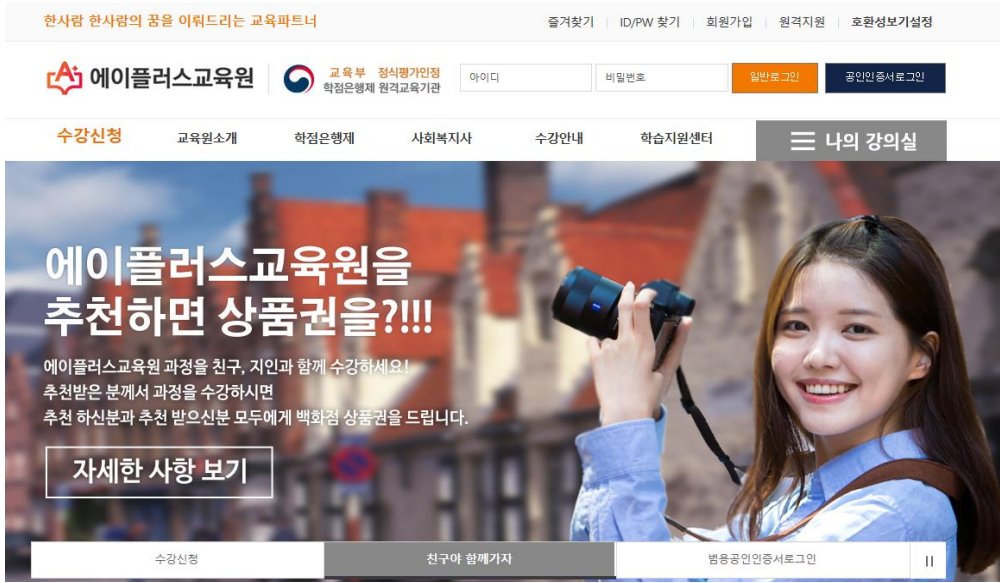 한사람 한사람의 꿈을 이뤄드리는 교육파트너
즐겨찾기 | ID/PW 찾기 | 회원가입 | 원격지원 | 호환성보기설정
에이플러스교육원
교육부 정식평가인정
학점은행제 원격교육기관
아이디
비밀번호
일반로그인
공인인증서로그인
수강신청 교육원소개 학점은행제 사회복지사 수강안내 학습지원센터 나의 강의실
에이플러스교육원을
추천하면 상품권을?!!!
에이플러스교육원 과정을 친구, 지인과 함께 수강하세요!
추천받은 분께서 과정을 수강하시면
추천 하신분과 추천 받으신분 모두에게 백화점 상품권을 드립니다.
자세한 사항 보기
수강신청 친구야 함께가자 범용공인인증서로그인